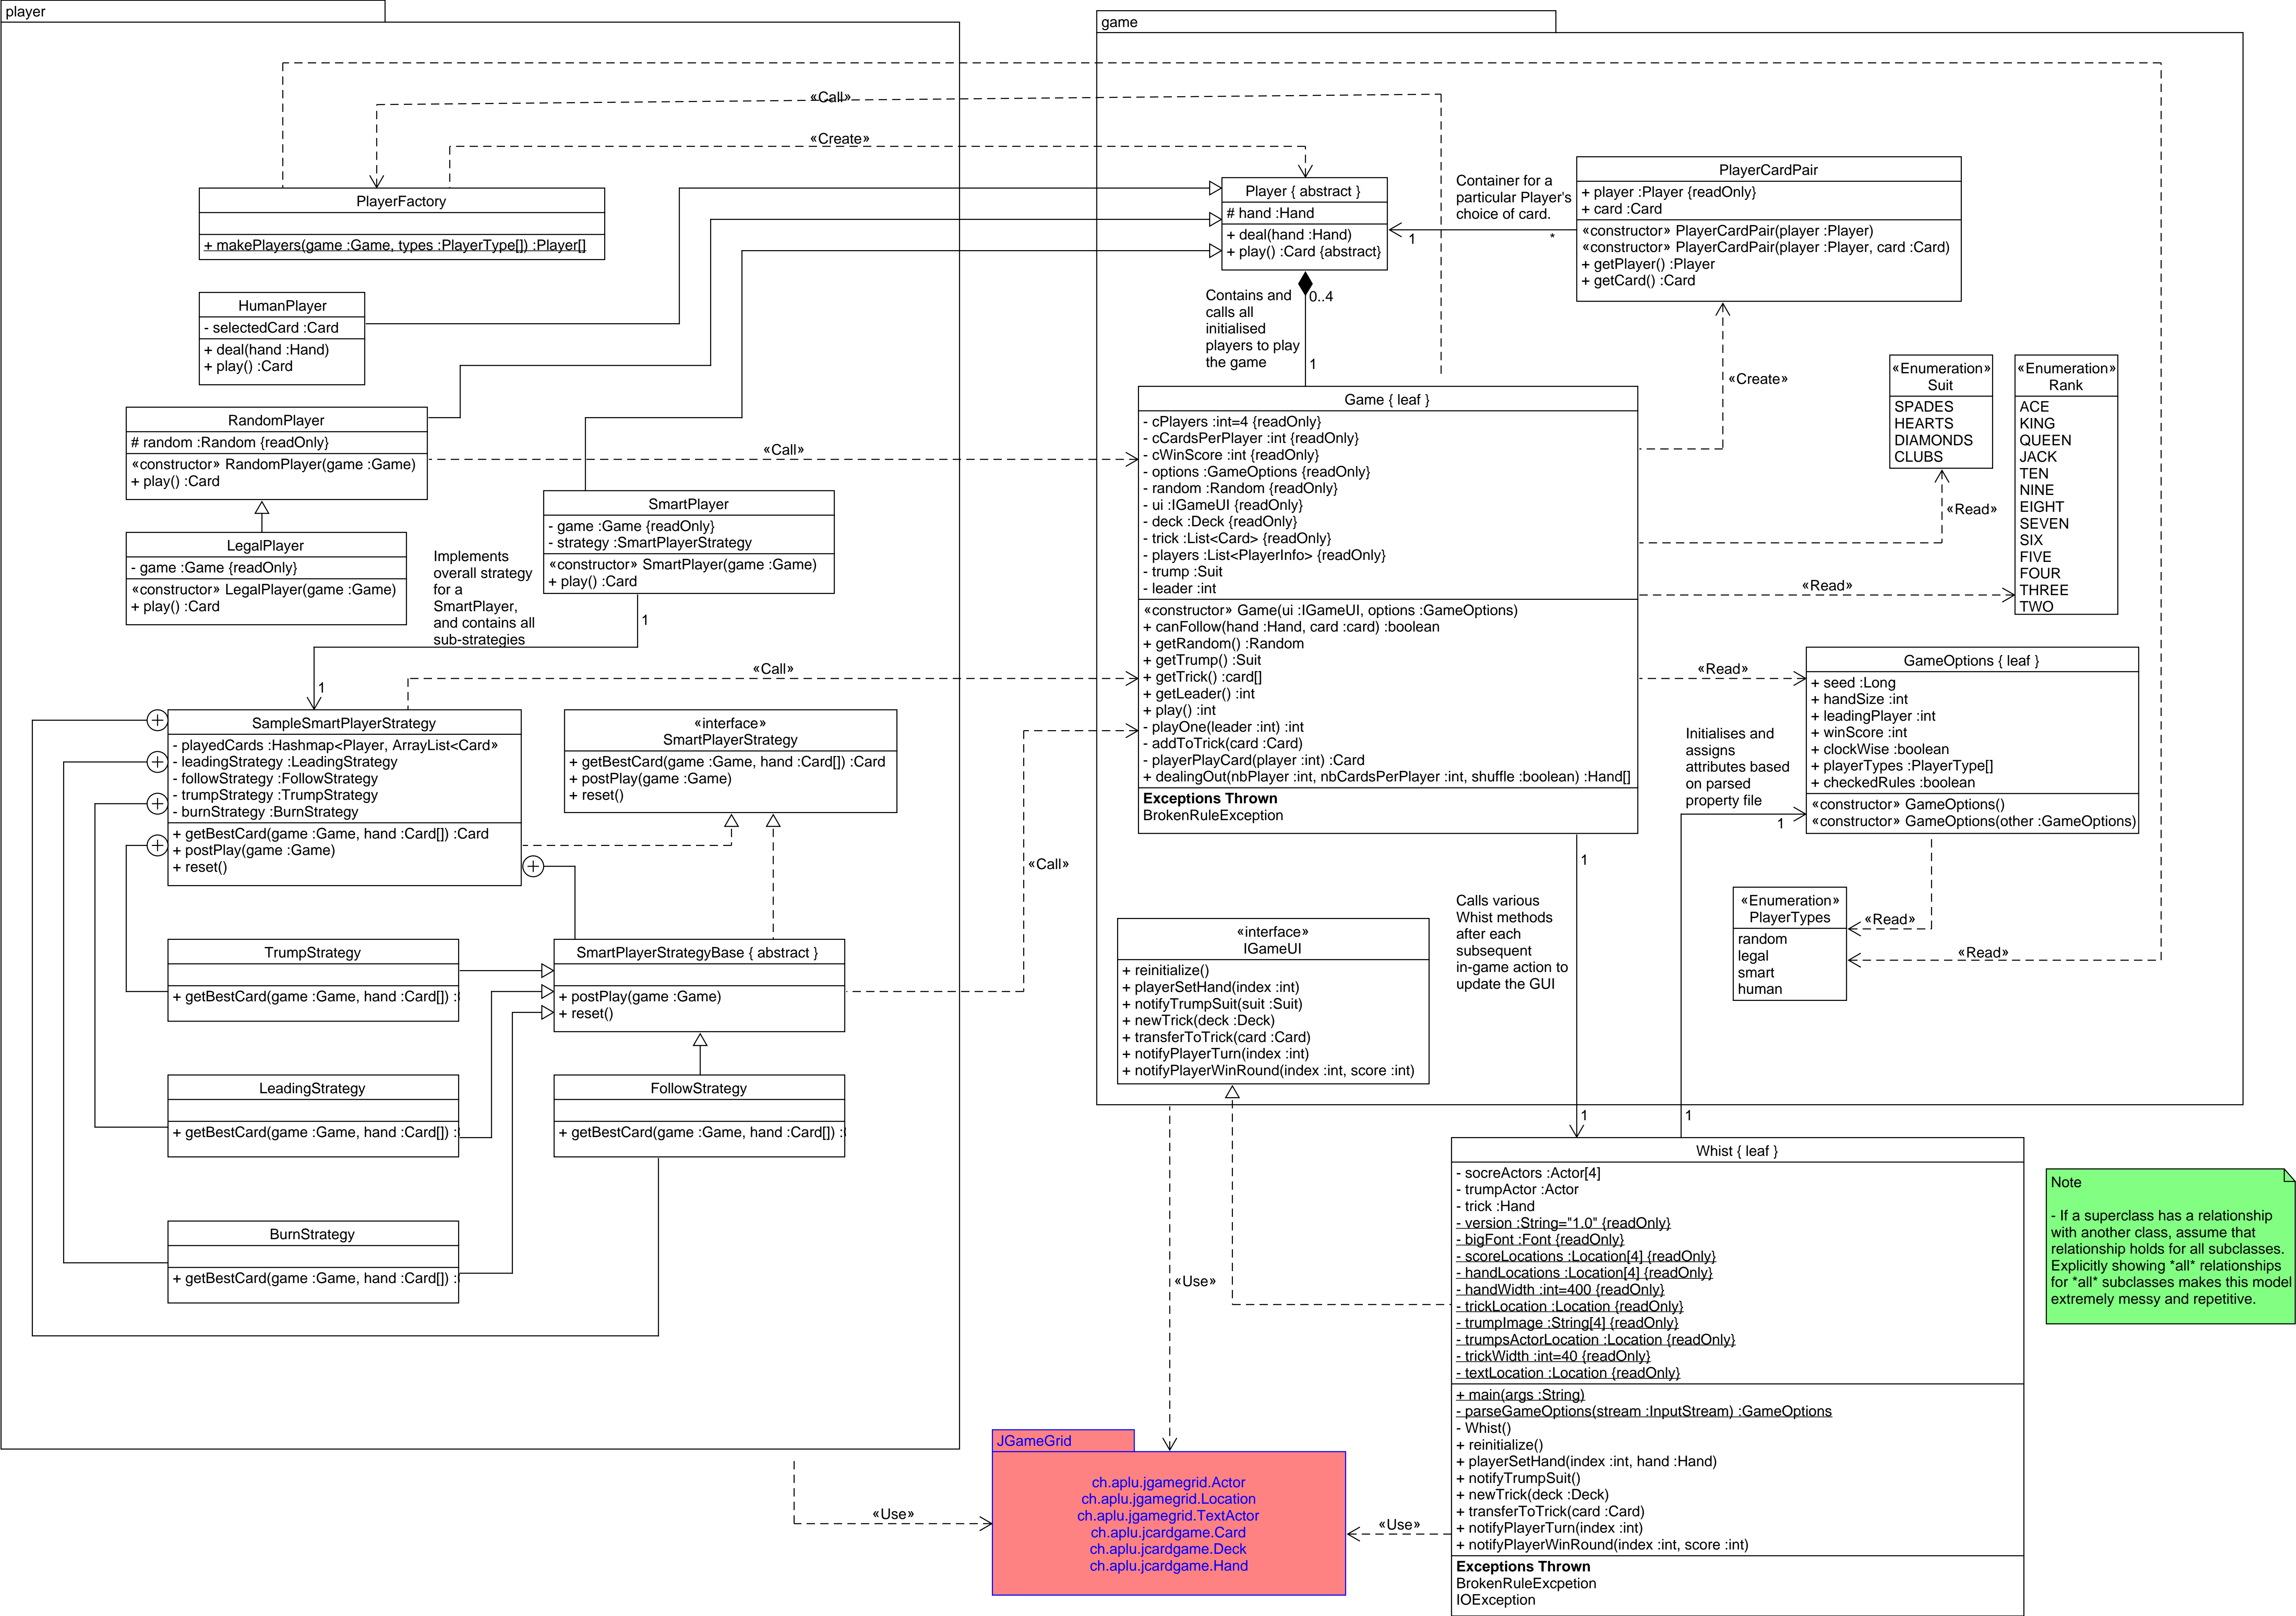 player
game
«Call»
«Create»
PlayerFactory
+ makePlayers(game :Game, types :PlayerType[]) :Player[]
Player { abstract }
# hand :Hand
+ deal(hand :Hand)
+ play() :Card {abstract}
Container for a
particular Player's
choice of card.
1
*
PlayerCardPair
+ player :Player {readOnly}
+ card :Card
«constructor» PlayerCardPair(player :Player)
«constructor» PlayerCardPair(player :Player, card :Card)
+ getPlayer() :Player
+ getCard() :Card
HumanPlayer
- selectedCard :Card
+ deal(hand :Hand)
+ play() :Card
Contains and
calls all
initialised
players to play
the game
0..4
1
«Create»
«Enumeration»
Suit
SPADES
HEARTS
DIAMONDS
CLUBS
«Enumeration»
Rank
ACE
KING
QUEEN
JACK
TEN
NINE
EIGHT
SEVEN
SIX
FIVE
FOUR
THREE
TWO
RandomPlayer
# random :Random {readOnly}
«constructor» RandomPlayer(game :Game)
+ play() :Card
«Call»
Game { leaf }
- cPlayers :int=4 {readOnly}
- cCardsPerPlayer :int {readOnly}
- cWinScore :int {readOnly}
- options :GameOptions {readOnly}
- random :Random {readOnly}
- ui :IGameUI {readOnly}
- deck :Deck {readOnly}
- trick :List<Card> {readOnly}
- players :List<PlayerInfo> {readOnly}
- trump :Suit
- leader :int
«constructor» Game(ui :IGameUI, options :GameOptions)
+ canFollow(hand :Hand, card :card) :boolean
+ getRandom() :Random
+ getTrump() :Suit
+ getTrick() :card[]
+ getLeader() :int
+ play() :int
- playOne(leader :int) :int
- addToTrick(card :Card)
- playerPlayCard(player :int) :Card
+ dealingOut(nbPlayer :int, nbCardsPerPlayer :int, shuffle :boolean) :Hand[]
Exceptions Thrown
BrokenRuleException
«Read»
«Read»
«Read»
LegalPlayer
- game :Game {readOnly}
«constructor» LegalPlayer(game :Game)
+ play() :Card
Implements
overall strategy
for a
SmartPlayer,
and contains all
sub-strategies
SmartPlayer
- game :Game {readOnly}
- strategy :SmartPlayerStrategy
«constructor» SmartPlayer(game :Game)
+ play() :Card
1
1
«Call»
SampleSmartPlayerStrategy
- playedCards :Hashmap<Player, ArrayList<Card»
- leadingStrategy :LeadingStrategy
- followStrategy :FollowStrategy
- trumpStrategy :TrumpStrategy
- burnStrategy :BurnStrategy
+ getBestCard(game :Game, hand :Card[]) :Card
+ postPlay(game :Game)
+ reset()
«interface»
SmartPlayerStrategy
+ getBestCard(game :Game, hand :Card[]) :Card
+ postPlay(game :Game)
+ reset()
«Call»
GameOptions { leaf }
+ seed :Long
+ handSize :int
+ leadingPlayer :int
+ winScore :int
+ clockWise :boolean
+ playerTypes :PlayerType[]
+ checkedRules :boolean
«constructor» GameOptions()
«constructor» GameOptions(other :GameOptions)
Initialises and
assigns
attributes based
on parsed
property file
1
1
«Enumeration»
PlayerTypes
random
legal
smart
human
«Read»
«Read»
1
Calls various
Whist methods
after each
subsequent
in-game action to
update the GUI
1
«interface»
IGameUI
+ reinitialize()
+ playerSetHand(index :int)
+ notifyTrumpSuit(suit :Suit)
+ newTrick(deck :Deck)
+ transferToTrick(card :Card)
+ notifyPlayerTurn(index :int)
+ notifyPlayerWinRound(index :int, score :int)
TrumpStrategy
+ getBestCard(game :Game, hand :Card[]) :
SmartPlayerStrategyBase { abstract }
+ postPlay(game :Game)
+ reset()
LeadingStrategy
+ getBestCard(game :Game, hand :Card[]) :
FollowStrategy
+ getBestCard(game :Game, hand :Card[]) :
BurnStrategy
+ getBestCard(game :Game, hand :Card[]) :
«Use»
Whist { leaf }
- socreActors :Actor[4]
- trumpActor :Actor
- trick :Hand
- version :String="1.0" {readOnly}
- bigFont :Font {readOnly}
- scoreLocations :Location[4] {readOnly}
- handLocations :Location[4] {readOnly}
- handWidth :int=400 {readOnly}
- trickLocation :Location {readOnly}
- trumpImage :String[4] {readOnly}
- trumpsActorLocation :Location {readOnly}
- trickWidth :int=40 {readOnly}
- textLocation :Location {readOnly}
+ main(args :String)
- parseGameOptions(stream :InputStream) :GameOptions
- Whist()
+ reinitialize()
+ playerSetHand(index :int, hand :Hand)
+ notifyTrumpSuit()
+ newTrick(deck :Deck)
+ transferToTrick(card :Card)
+ notifyPlayerTurn(index :int)
+ notifyPlayerWinRound(index :int, score :int)
Exceptions Thrown
BrokenRuleExcpetion
IOException
Note
- If a superclass has a relationship
with another class, assume that
relationship holds for all subclasses.
Explicitly showing *all* relationships
for *all* subclasses makes this model
extremely messy and repetitive.
JGameGrid
ch.aplu.jgamegrid.Actor
ch.aplu.jgamegrid.Location
ch.aplu.jgamegrid.TextActor
ch.aplu.jcardgame.Card
ch.aplu.jcardgame.Deck
ch.aplu.jcardgame.Hand
«Use»
«Use»